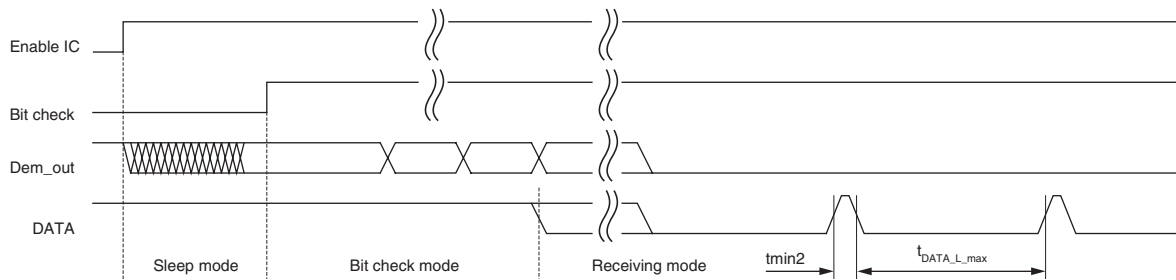 Enable IC
Bit check
Dem_out
DATA
Sleep mode
Bit check mode
Receiving mode
tmin2
tDATA_L_max